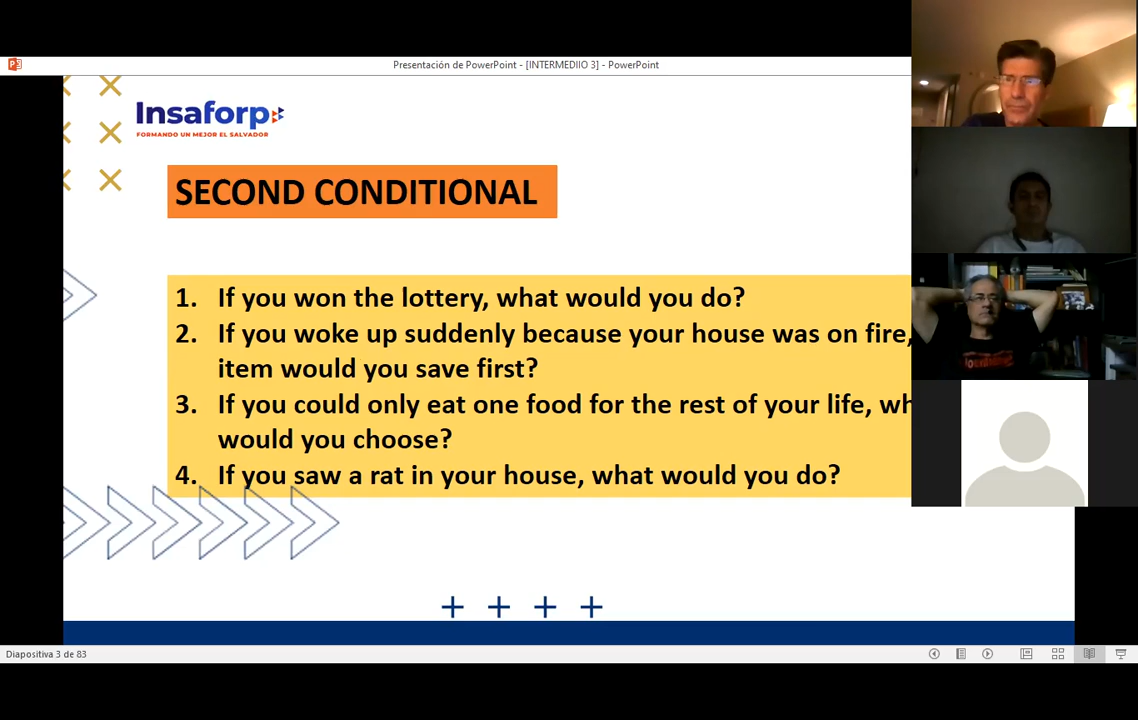 Presentación de PowerPoint - [INTERMEDIIO 3] - PowerPoint
Insaforp
FORMANDO UN MEJOR EL SALVADOR
SECOND CONDITIONAL
1. If you won the lottery, what would you do?
2. If you woke up suddenly because your house was on fire,
item would you save first?
3. If you could only eat one food for the rest of your life, wh
would you choose?
4. If you saw a rat in your house, what would you do?
Diapositiva 3 de 83